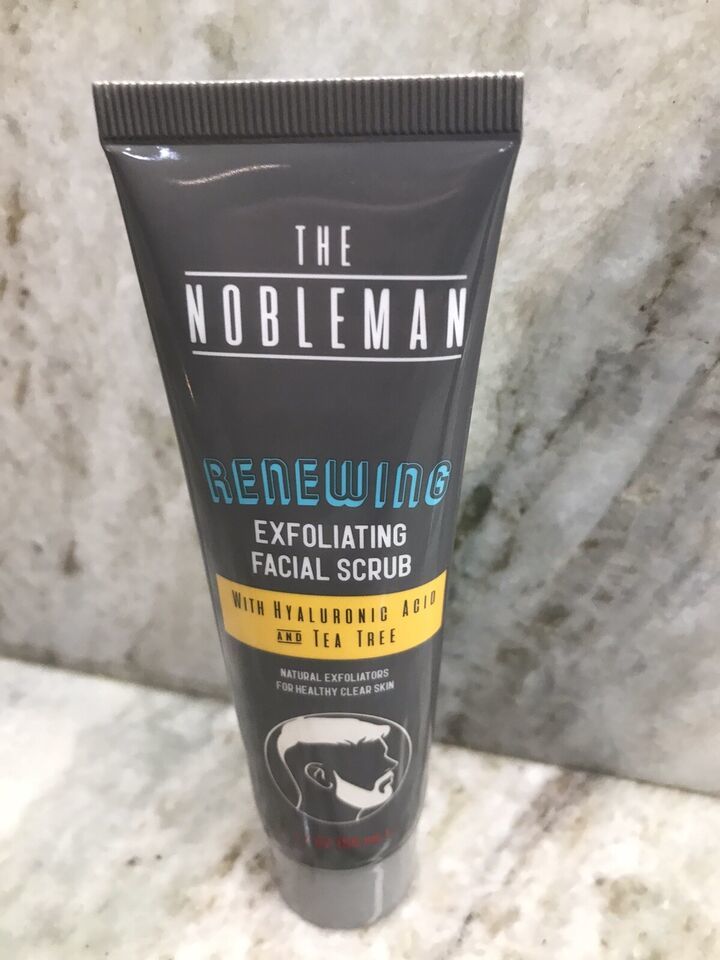 THE
NOBLEMAN
RENEWING
EXFOLIATING
FACIAL SCRUB
WITH HYALURONIC ACID
AND TEA TREE
NATURAL EXFOLIATORS
FOR HEALTHY CLEAR SKIN